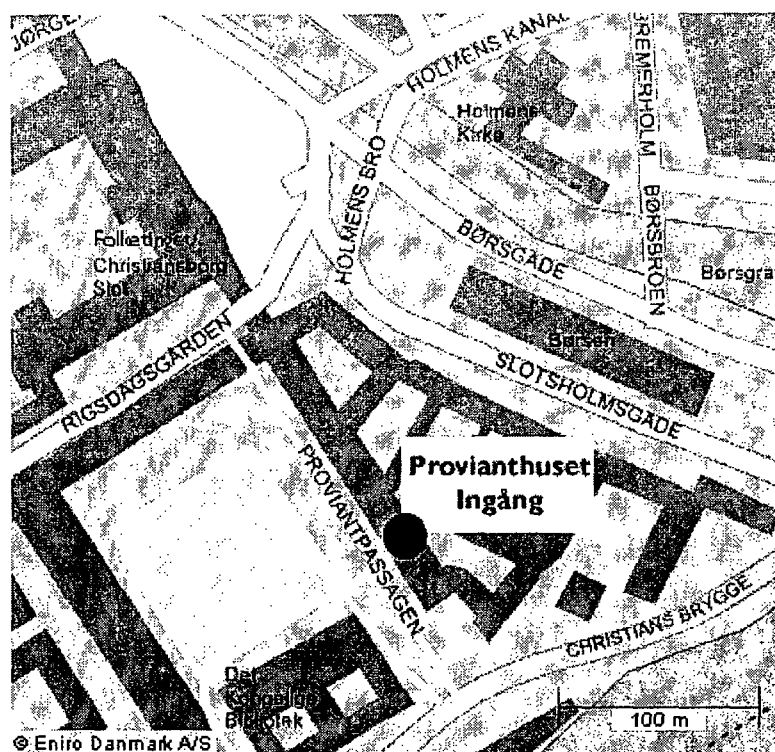 JØRGE
HOLMENS KANAL
BREMERHOLM
Holmens
Kirke
HOLMENS BRO
BØRSGADE
BØRSBROEN
Børsgra
Folketinget/
Christiansborg
Slot
Børsen
RIGSDAGSGÅRDEN
SLOTSHOLMSGADE
Provianthuset
Ingång
PROVIANTPASSAGEN
CHRISTIANS BRYGGE
Det
Kongelige
Bibliotek
100 m
© Eniro Danmark A/S